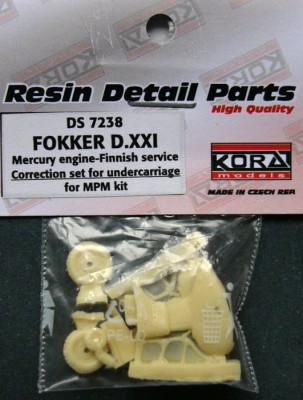 Resin Detail Parts
High Quality
DS 7238
FOKKER D.XXI
Mercury engine-Finnish service
Correction set for undercarriage
for MPM kit
KORA
models
MADE IN CZECH REP.
PE